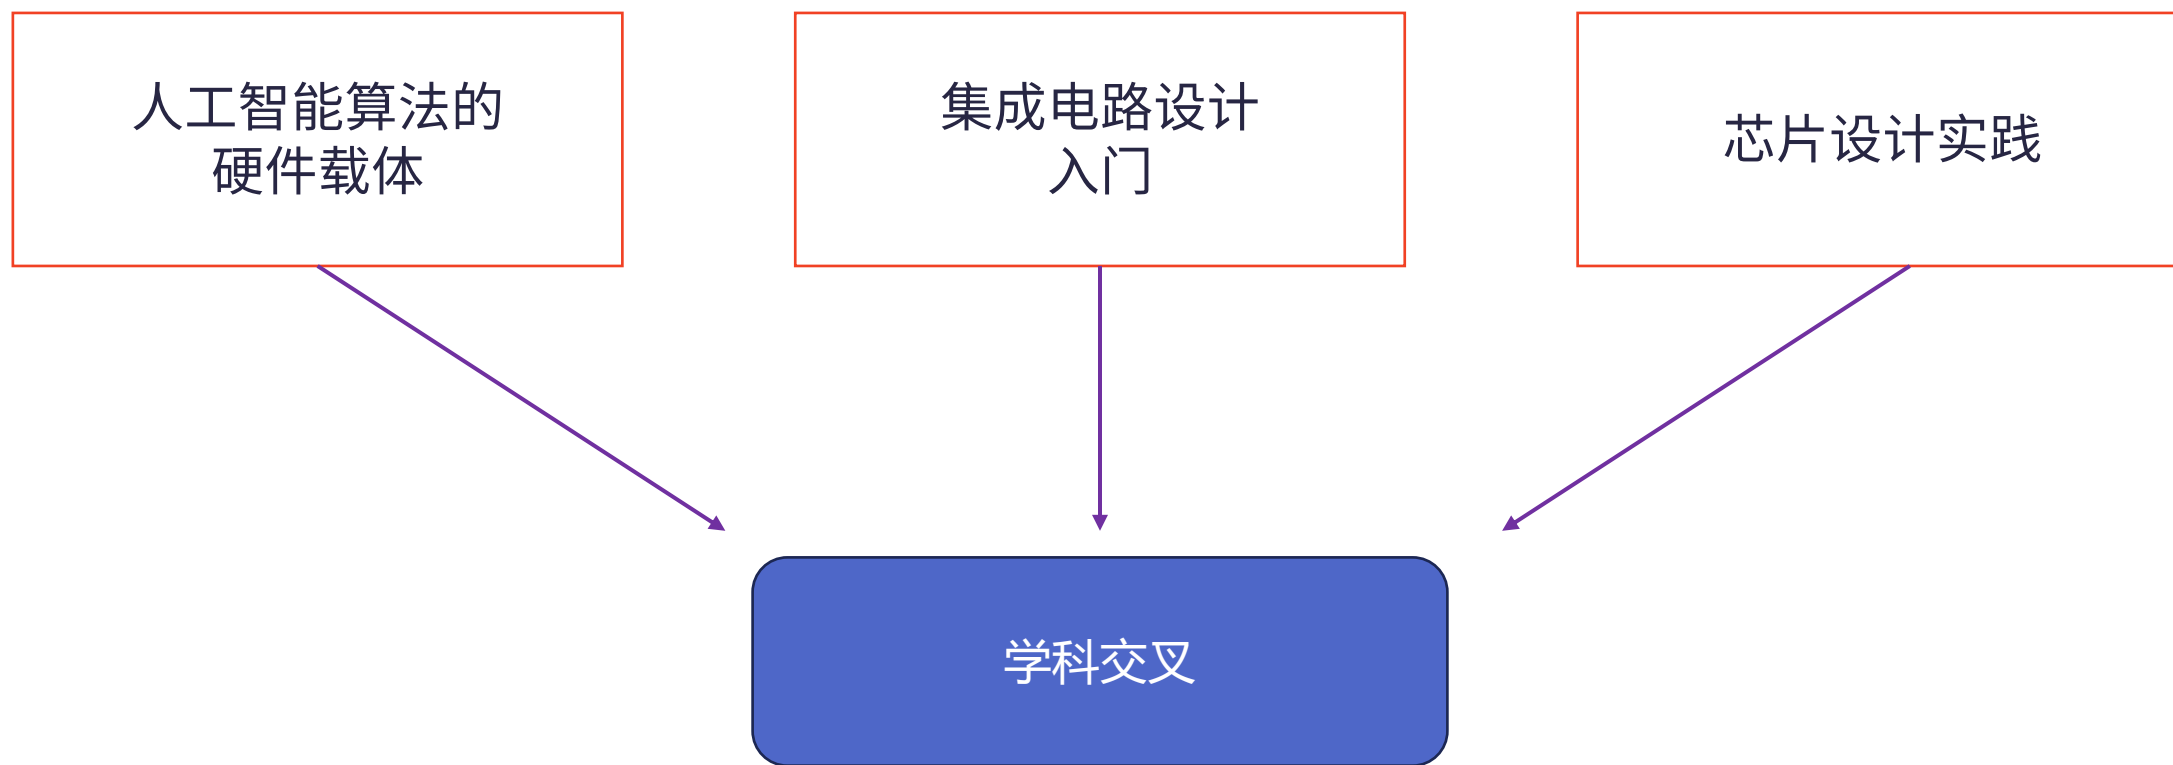 人工智能算法的
硬件载体
集成电路设计
入门
芯片设计实践
学科交叉